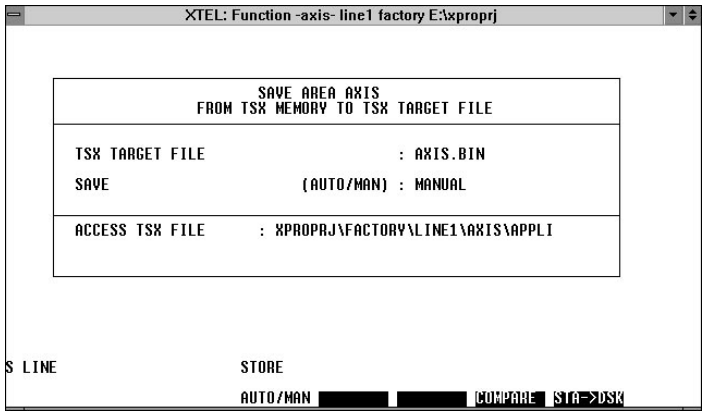 XTEL: Function -axis- line1 factory E:\xproprj
SAVE AREA AXIS
FROM TSX MEMORY TO TSX TARGET FILE
TSX TARGET FILE : AXIS.BIN
SAVE (AUTO/MAN) : MANUAL
ACCESS TSX FILE : XPROPRJ\FACTORY\LINE1\AXIS\APPLI
S LINE STORE
AUTO/MAN COMPARE STA->DSK